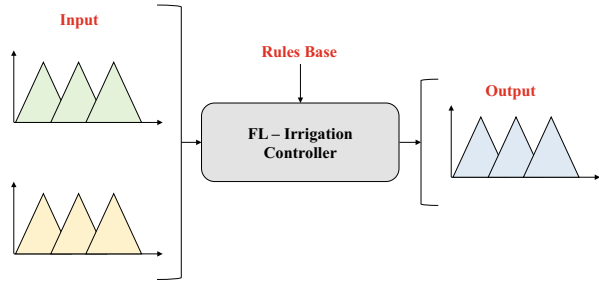 Input
Rules Base
FL – Irrigation
Controller
Output